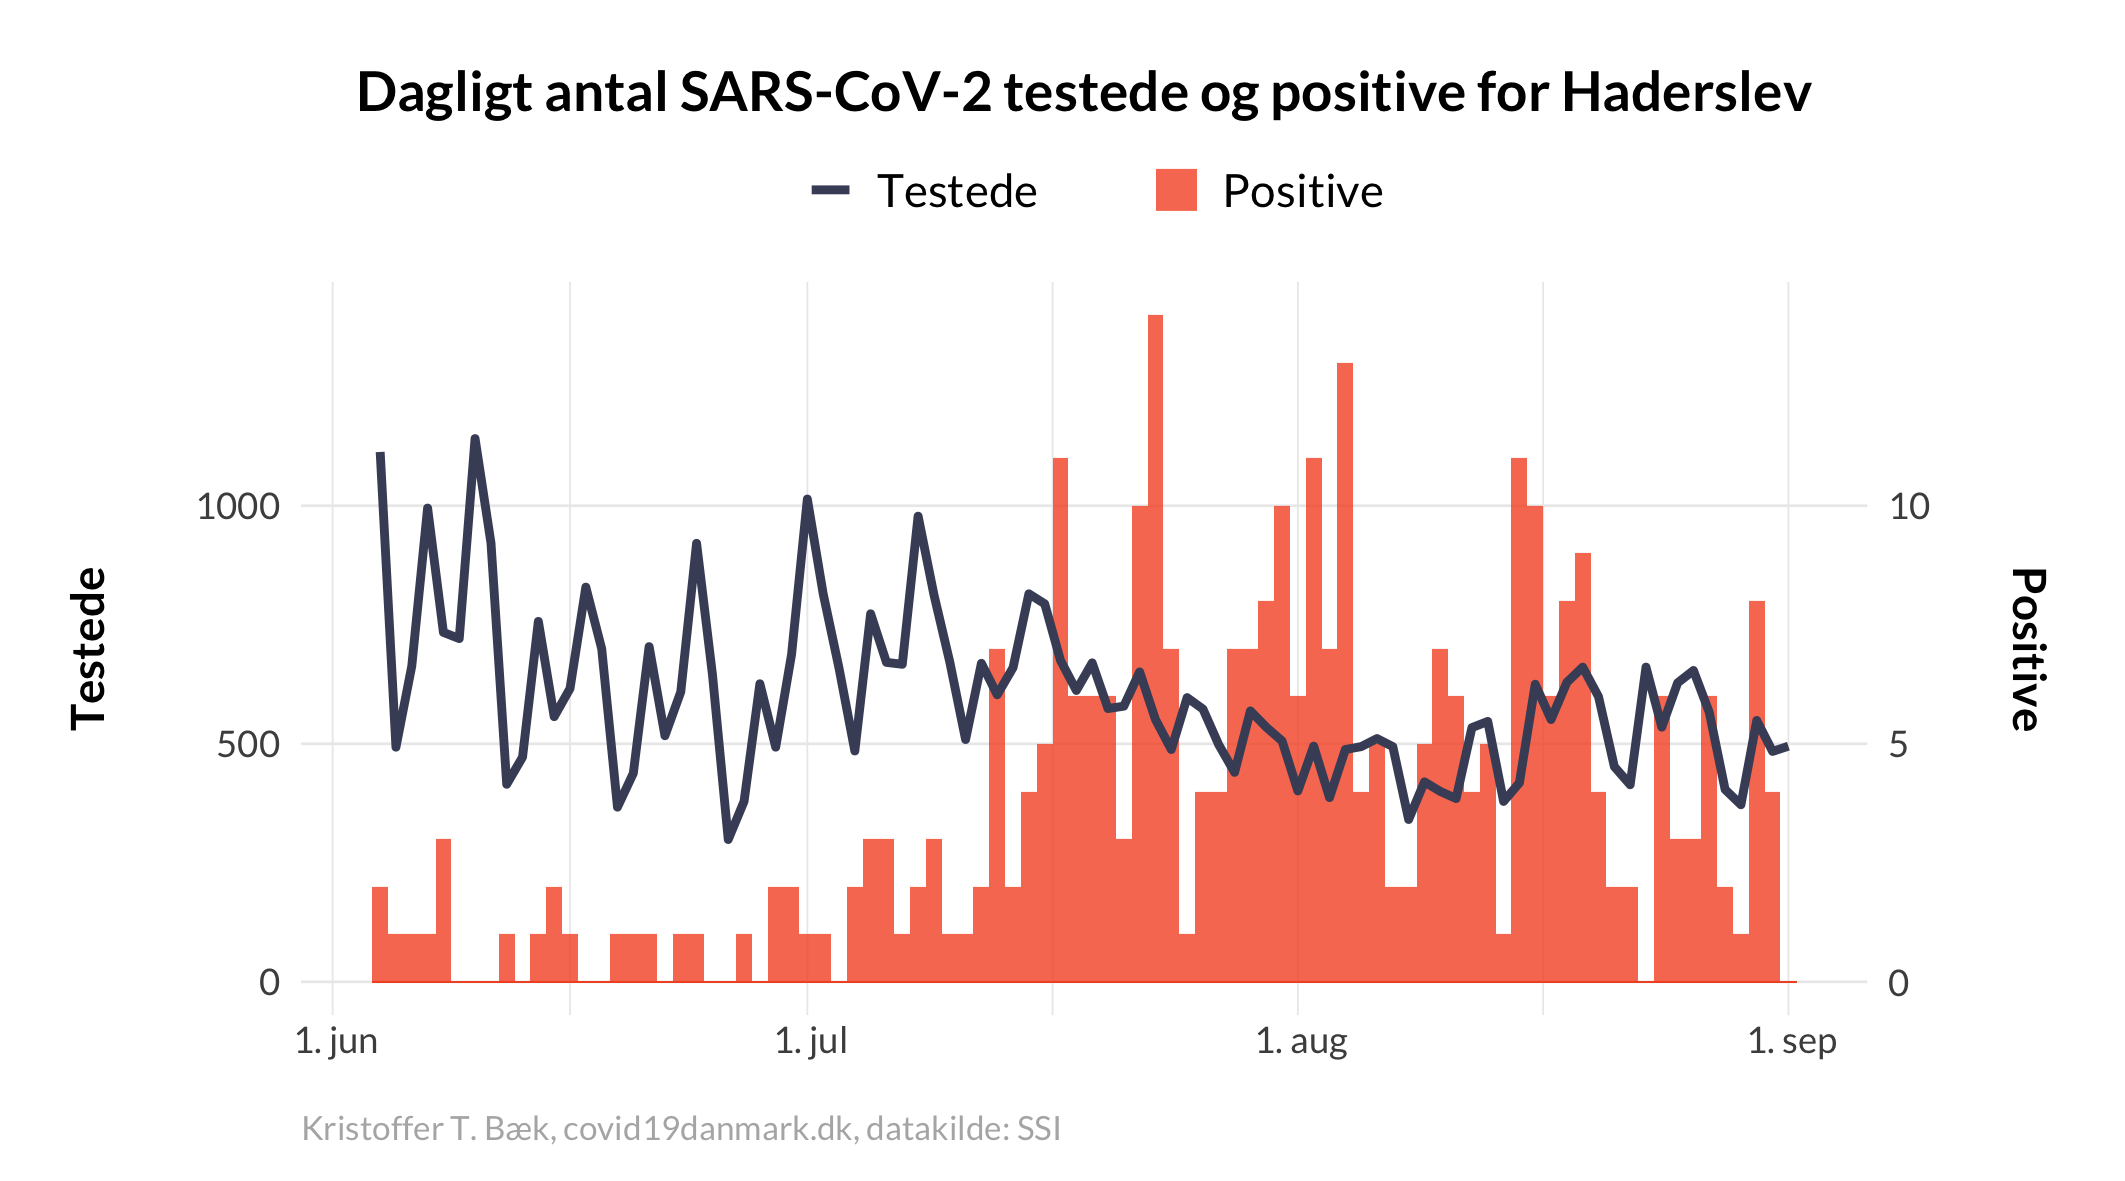 Dagligt antal SARS-CoV-2 testede og positive for Haderslev
Testede
Positive
Testede
1000
500
0
10
5
0
Positive
1. jun
1. jul
1. aug
1. sep
Kristoffer T. Bæk, covid19danmark.dk, datakilde: SSI